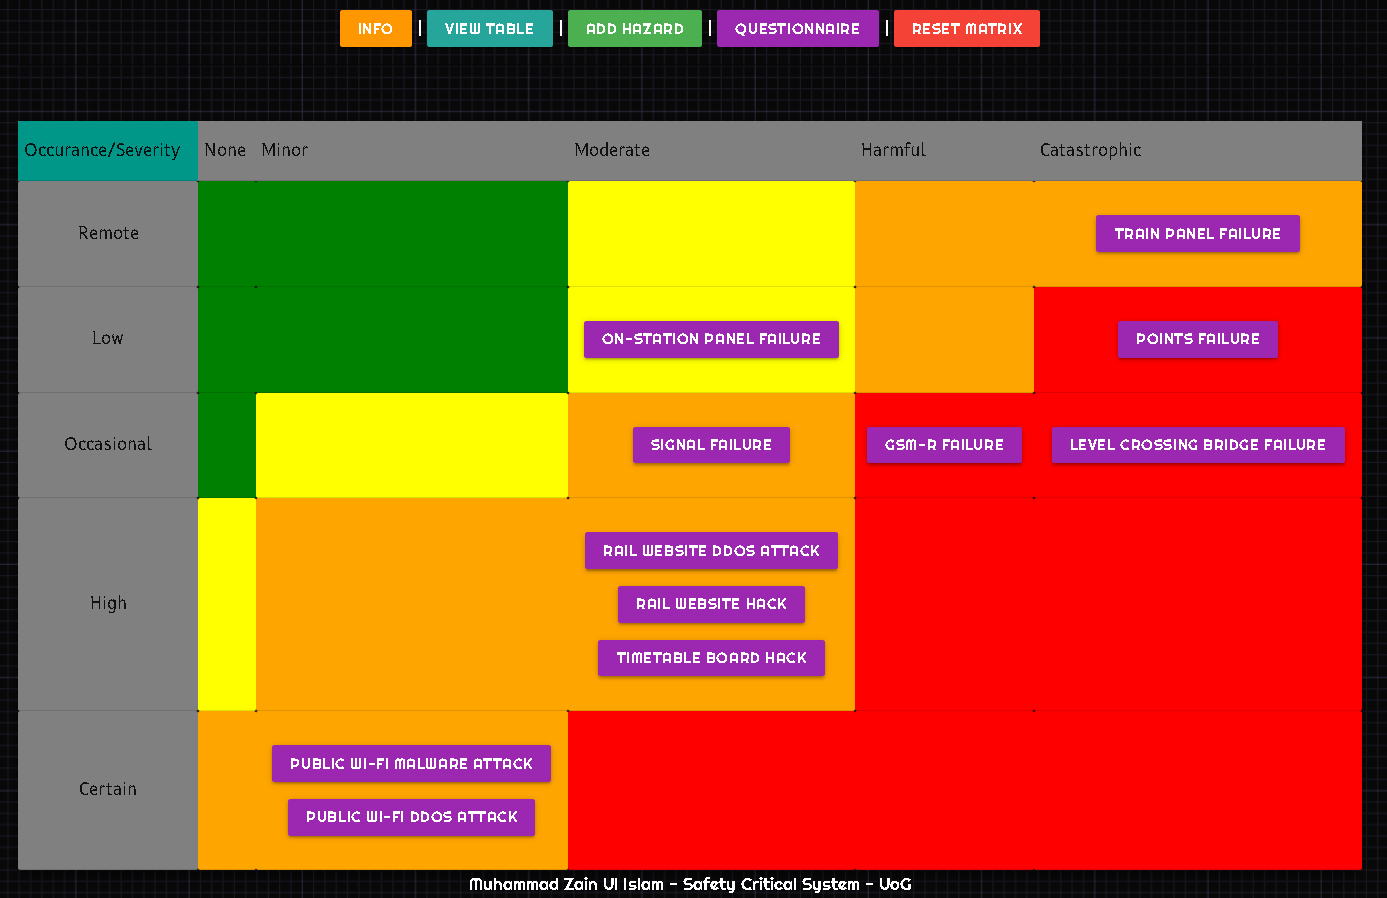 INFO | VIEW TABLE | ADD HAZARD | QUESTIONNAIRE | RESET MATRIX
Occurance/Severity None Minor Moderate Harmful Catastrophic
Remote TRAIN PANEL FAILURE
Low ON-STATION PANEL FAILURE POINTS FAILURE
Occasional SIGNAL FAILURE GSM-R FAILURE LEVEL CROSSING BRIDGE FAILURE
RAIL WEBSITE DDOS ATTACK
High RAIL WEBSITE HACK
TIMETABLE BOARD HACK
PUBLIC WI-FI MALWARE ATTACK
Certain
PUBLIC WI-FI DDOS ATTACK
Muhammad Zain Ul Islam - Safety Critical System - UoG